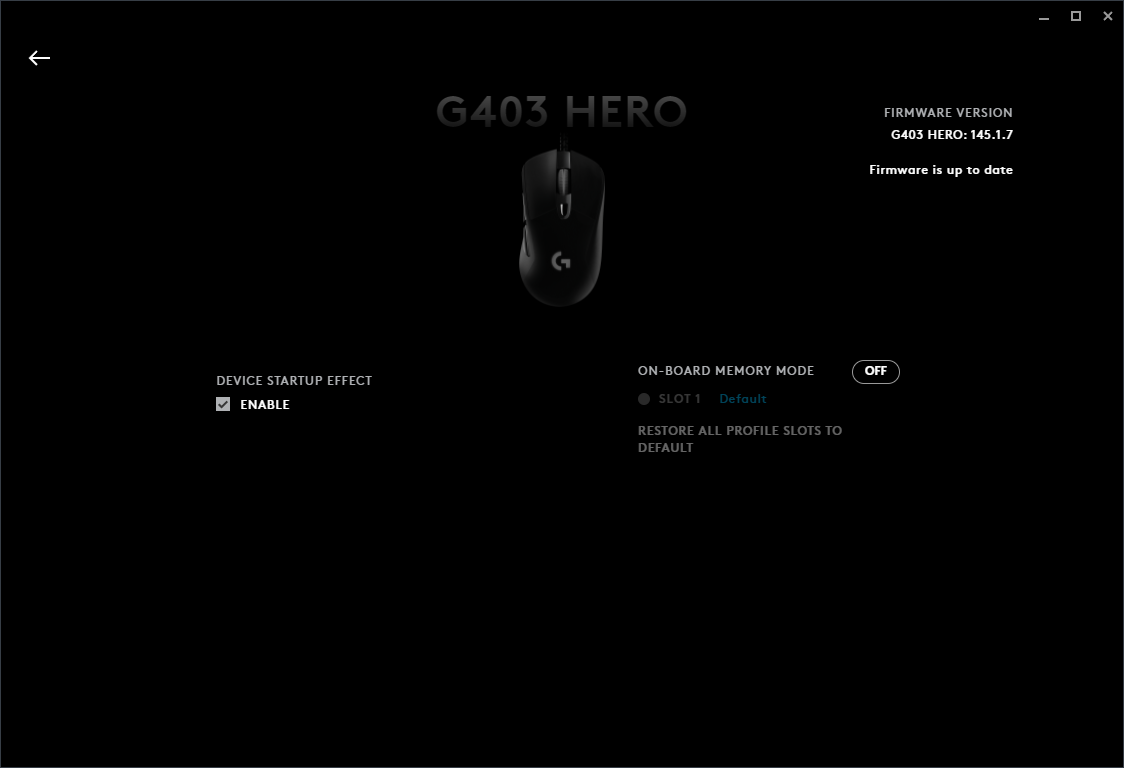 G403 HERO
FIRMWARE VERSION
G403 HERO: 145.1.7
Firmware is up to date
DEVICE STARTUP EFFECT
ENABLE
ON-BOARD MEMORY MODE OFF
SLOT 1 Default
RESTORE ALL PROFILE SLOTS TO
DEFAULT